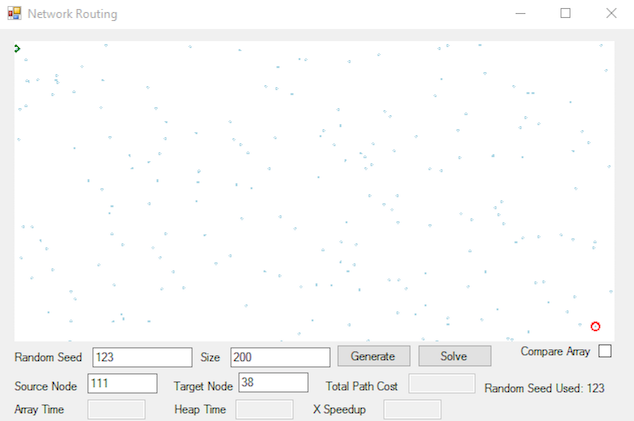 Network Routing
Random Seed 123 Size 200 Generate Solve Compare Array
Source Node 111 Target Node 38 Total Path Cost Random Seed Used: 123
Array Time Heap Time X Speedup